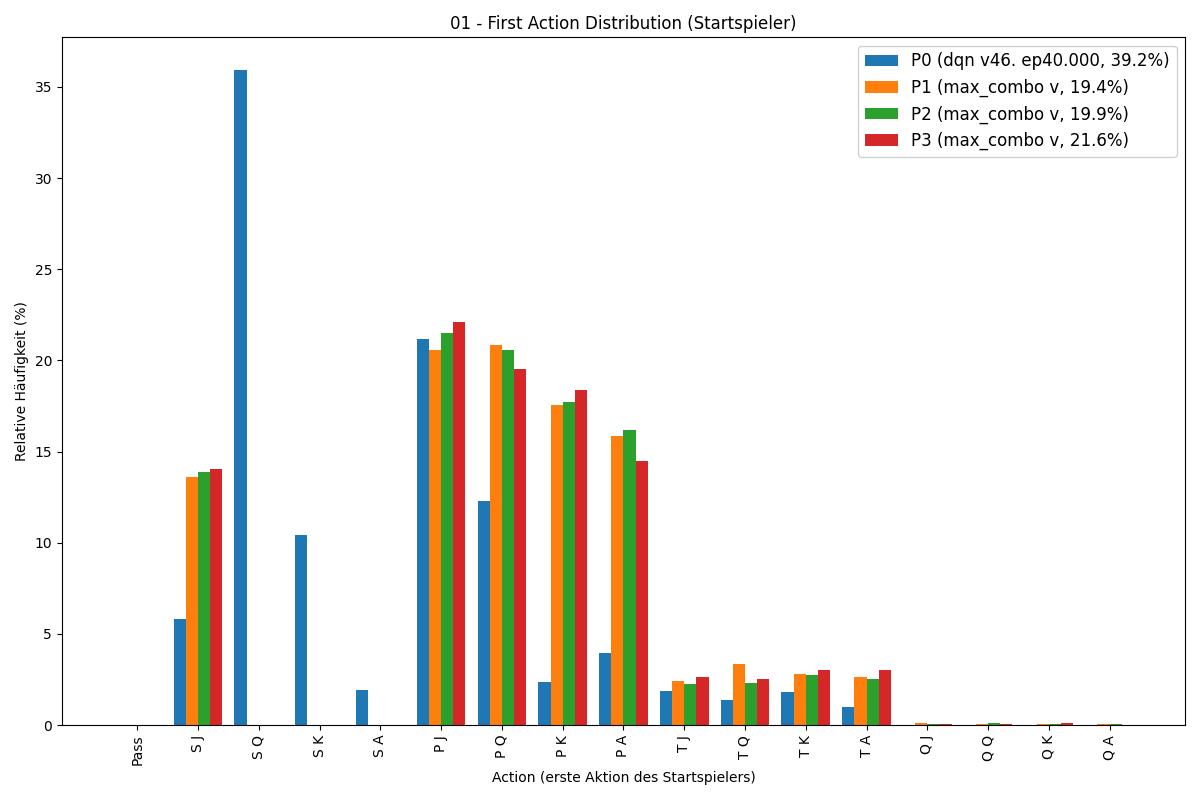 01 - First Action Distribution (Startspieler)
P0 (dqn v46. ep40.000, 39.2%)
P1 (max_combo v, 19.4%)
P2 (max_combo v, 19.9%)
P3 (max_combo v, 21.6%)
Relative Häufigkeit (%)
35
30
25
20
15
10
5
0
Pass
S J
S Q
S K
S A
P J
P Q
P K
P A
T J
T Q
T K
T A
Q J
Q Q
Q K
Q A
Action (erste Aktion des Startspielers)